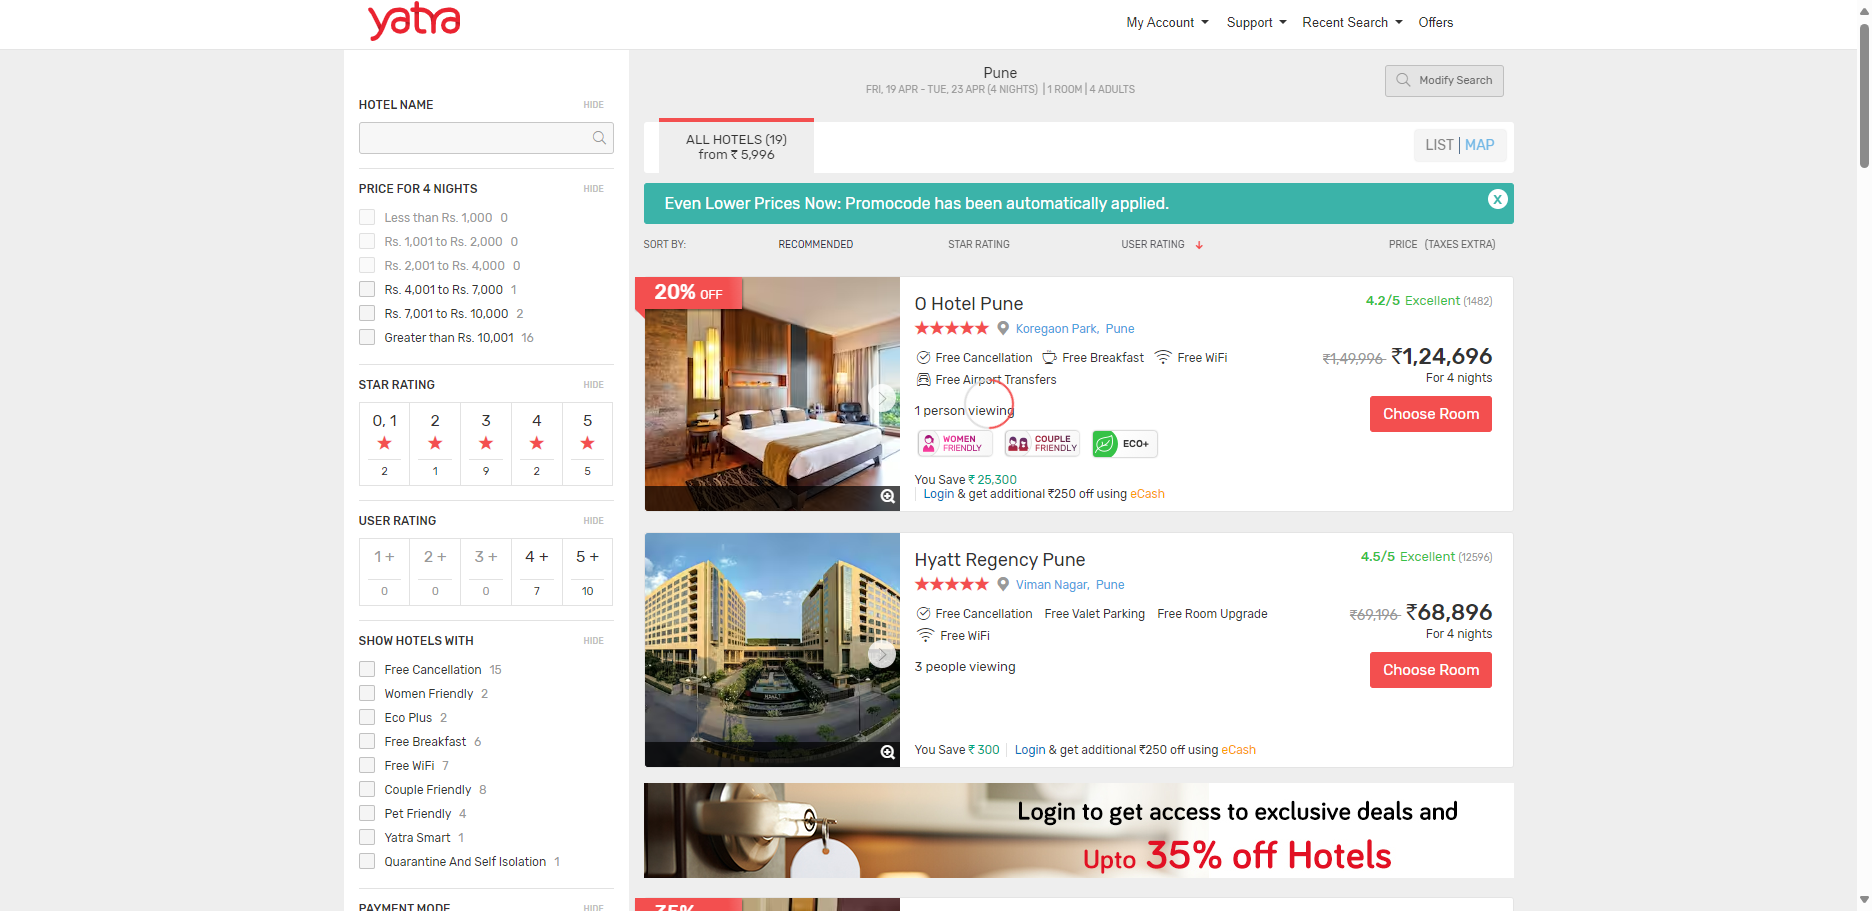 yatra
My Account
Support
Recent Search
Offers
HOTEL NAME
HIDE
PRICE FOR 4 NIGHTS
HIDE
Less than Rs. 1,000 0
Rs. 1,001 to Rs. 2,000 0
Rs. 2,001 to Rs. 4,000 0
Rs. 4,001 to Rs. 7,000 1
Rs. 7,001 to Rs. 10,000 2
Greater than Rs. 10,001 16
STAR RATING
HIDE
0, 1 2 3 4 5
2 1 9 2 5
USER RATING
HIDE
1 + 2 + 3 + 4 + 5 +
0 0 0 7 10
SHOW HOTELS WITH
HIDE
Free Cancellation 15
Women Friendly 2
Eco Plus 2
Free Breakfast 6
Free WiFi 7
Couple Friendly 8
Pet Friendly 4
Yatra Smart 1
Quarantine And Self Isolation 1
PAYMENT MODE
HIDE
Pune
FRI, 19 APR - TUE, 23 APR (4 NIGHTS) | 1 ROOM | 4 ADULTS
Modify Search
ALL HOTELS (19)
from ₹ 5,996
LIST | MAP
Even Lower Prices Now: Promocode has been automatically applied.
X
SORT BY: RECOMMENDED STAR RATING USER RATING PRICE (TAXES EXTRA)
20% OFF
O Hotel Pune
4.2/5 Excellent (1482)
Koregaon Park, Pune
Free Cancellation Free Breakfast Free WiFi
Free Airport Transfers
₹1,49,996 ₹1,24,696
For 4 nights
1 person viewing
Choose Room
WOMEN FRIENDLY
COUPLE FRIENDLY
ECO+
You Save ₹ 25,300
Login & get additional ₹250 off using eCash
Hyatt Regency Pune
4.5/5 Excellent (12596)
Viman Nagar, Pune
Free Cancellation Free Valet Parking Free Room Upgrade
Free WiFi
₹69,196 ₹68,896
For 4 nights
3 people viewing
Choose Room
You Save ₹ 300 | Login & get additional ₹250 off using eCash
Login to get access to exclusive deals and
Upto 35% off Hotels
35%